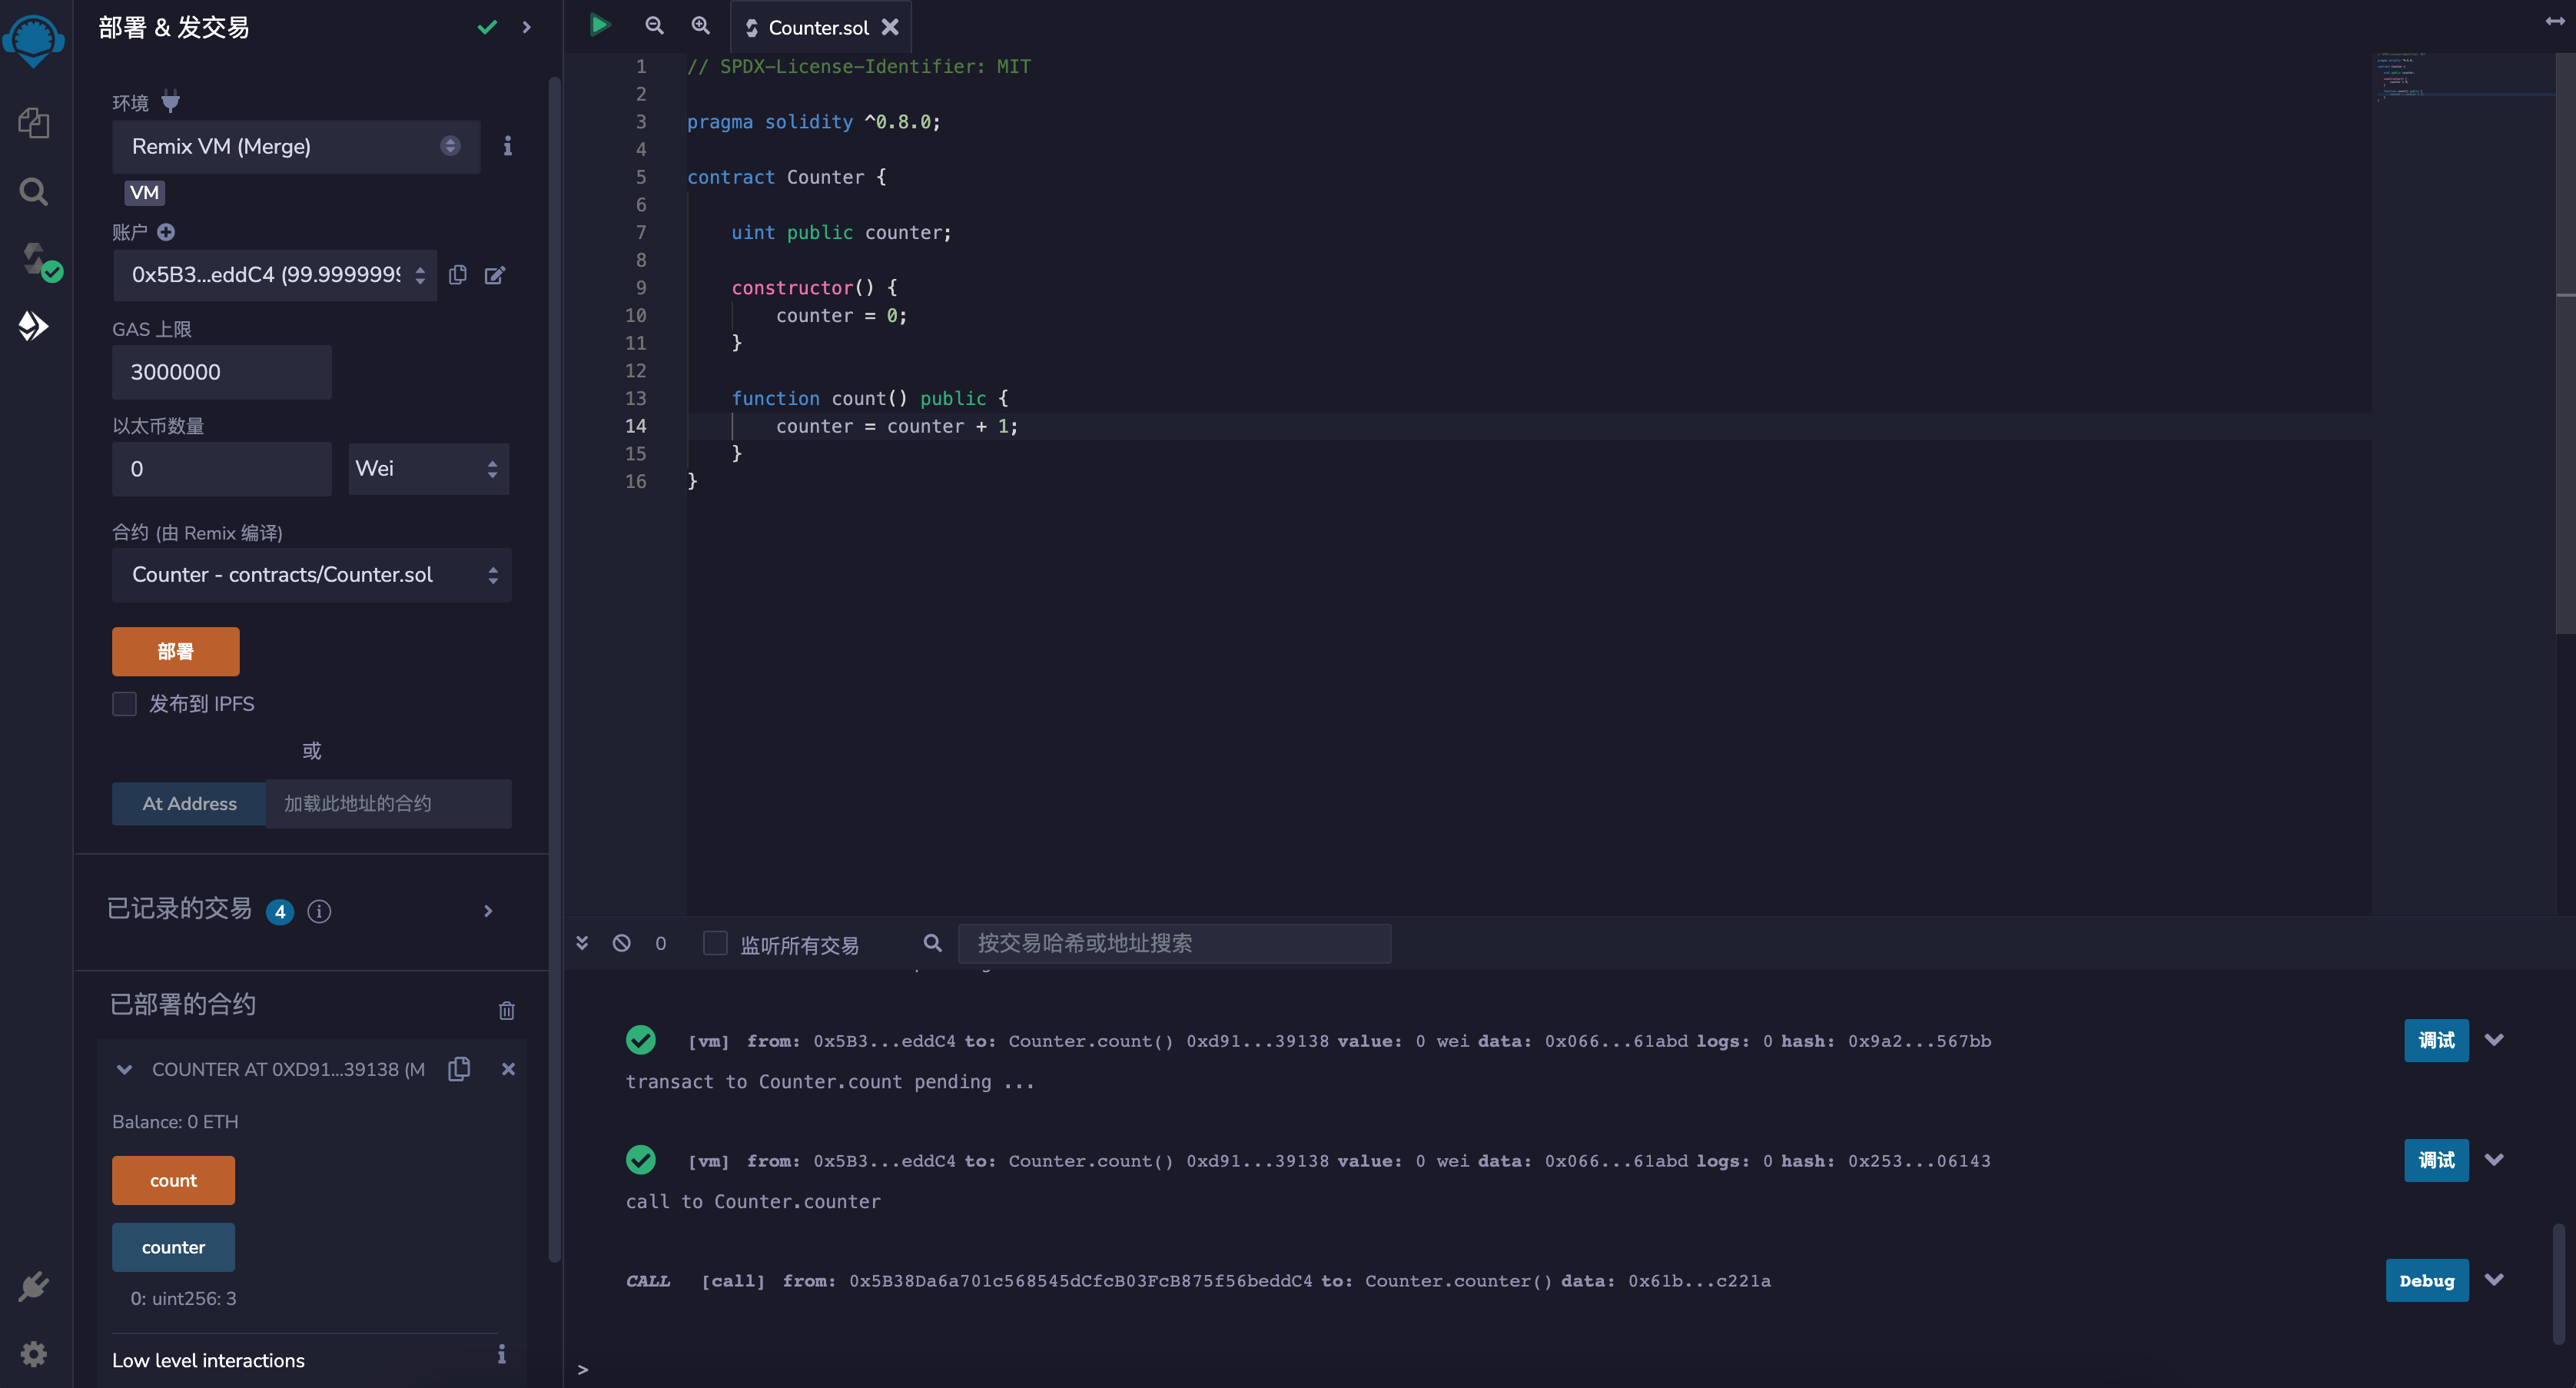 部署 & 发交易
环境
Remix VM (Merge)
VM
账户
0x5B3...eddC4 (99.9999999
GAS 上限
3000000
以太币数量
0
Wei
合约 (由 Remix 编译)
Counter - contracts/Counter.sol
部署
发布到 IPFS
或
At Address
加载此地址的合约
已记录的交易 4
已部署的合约
COUNTER AT 0XD91...39138 (M
Balance: 0 ETH
count
counter
0: uint256: 3
Low level interactions
Counter.sol
1 // SPDX-License-Identifier: MIT
2
3 pragma solidity ^0.8.0;
4
5 contract Counter {
6
7 uint public counter;
8
9 constructor() {
10 counter = 0;
11 }
12
13 function count() public {
14 counter = counter + 1;
15 }
16 }
0
监听所有交易
按交易哈希或地址搜索
[vm] from: 0x5B3...eddC4 to: Counter.count() 0xd91...39138 value: 0 wei data: 0x066...61abd logs: 0 hash: 0x9a2...567bb
调试
transact to Counter.count pending ...
[vm] from: 0x5B3...eddC4 to: Counter.count() 0xd91...39138 value: 0 wei data: 0x066...61abd logs: 0 hash: 0x253...06143
调试
call to Counter.counter
CALL [call] from: 0x5B38Da6a701c568545dCfcB03FcB875f56beddC4 to: Counter.counter() data: 0x61b...c221a
Debug
>